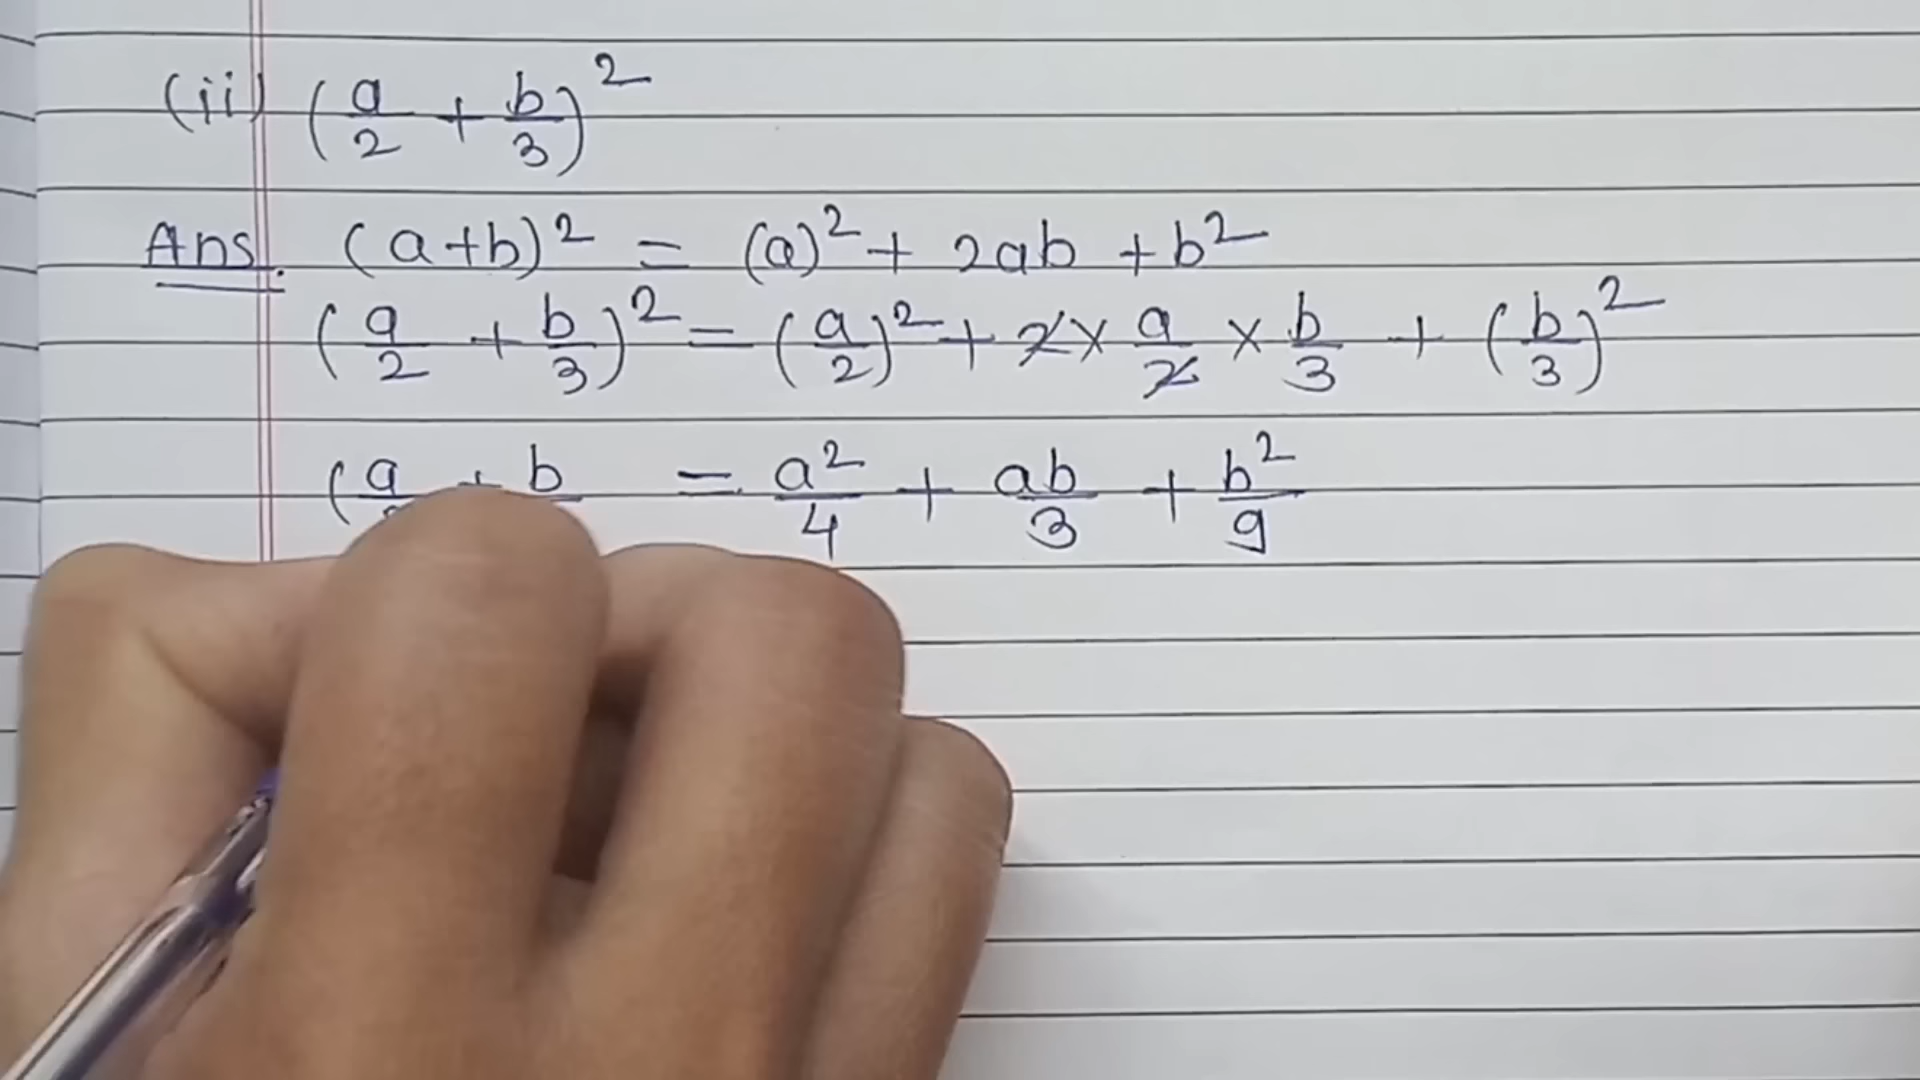 (ii) (a/2 + b/3)²
Ans. (a+b)² = (a)² + 2ab + b²
(a/2 + b/3)² = (a/2)² + 2 × a/2 × b/3 + (b/3)²
(a + b = a²/4 + ab/3 + b²/9